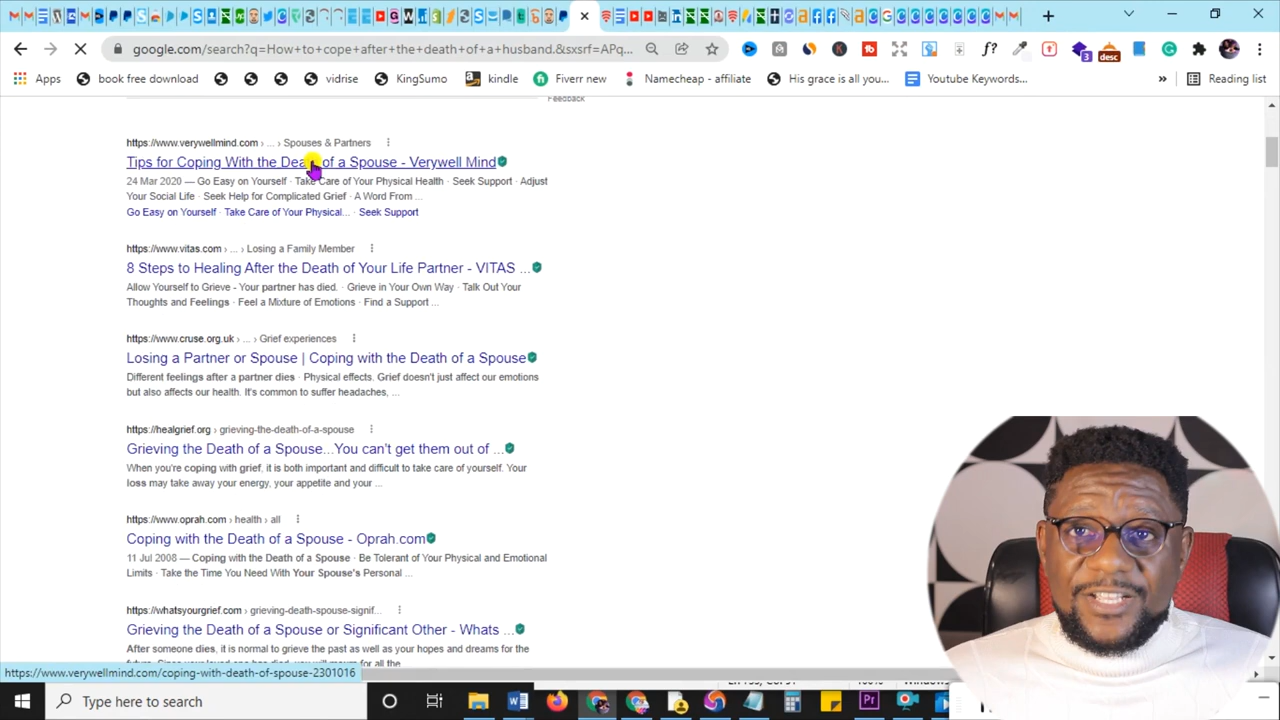 google.com/search?q=How+to+cope+after+the+death+of+a+husband.&sxsrf=APq...
Apps
book free download
vidrise
KingSumo
kindle
Fiverr new
Namecheap - affiliate
His grace is all you...
Youtube Keywords...
»
Reading list
desc
3
Feedback
https://www.verywellmind.com › ... › Spouses & Partners
Tips for Coping With the Death of a Spouse - Verywell Mind
24 Mar 2020 — Go Easy on Yourself · Take Care of Your Physical Health · Seek Support · Adjust
Your Social Life · Seek Help for Complicated Grief · A Word From ...
Go Easy on Yourself · Take Care of Your Physical... · Seek Support
https://www.vitas.com › ... › Losing a Family Member
8 Steps to Healing After the Death of Your Life Partner - VITAS ...
Allow Yourself to Grieve - Your partner has died. · Grieve in Your Own Way · Talk Out Your
Thoughts and Feelings · Feel a Mixture of Emotions · Find a Support ...
https://www.cruse.org.uk › ... › Grief experiences
Losing a Partner or Spouse | Coping with the Death of a Spouse
Different feelings after a partner dies · Physical effects. Grief doesn't just affect our emotions
but also affects our health. It's common to suffer headaches, ...
https://healgrief.org › grieving-the-death-of-a-spouse
Grieving the Death of a Spouse...You can't get them out of ...
When you're coping with grief, it is both important and difficult to take care of yourself. Your
loss may take away your energy, your appetite and your ...
https://www.oprah.com › health › all
Coping with the Death of a Spouse - Oprah.com
11 Jul 2008 — Coping with the Death of a Spouse · Be Tolerant of Your Physical and Emotional
Limits · Take the Time You Need With Your Spouse's Personal ...
https://whatsyourgrief.com › grieving-death-spouse-signif...
Grieving the Death of a Spouse or Significant Other - Whats ...
After someone dies, it is normal to grieve the past as well as your hopes and dreams for the
https://www.verywellmind.com/coping-with-death-of-spouse-2301016
Type here to search